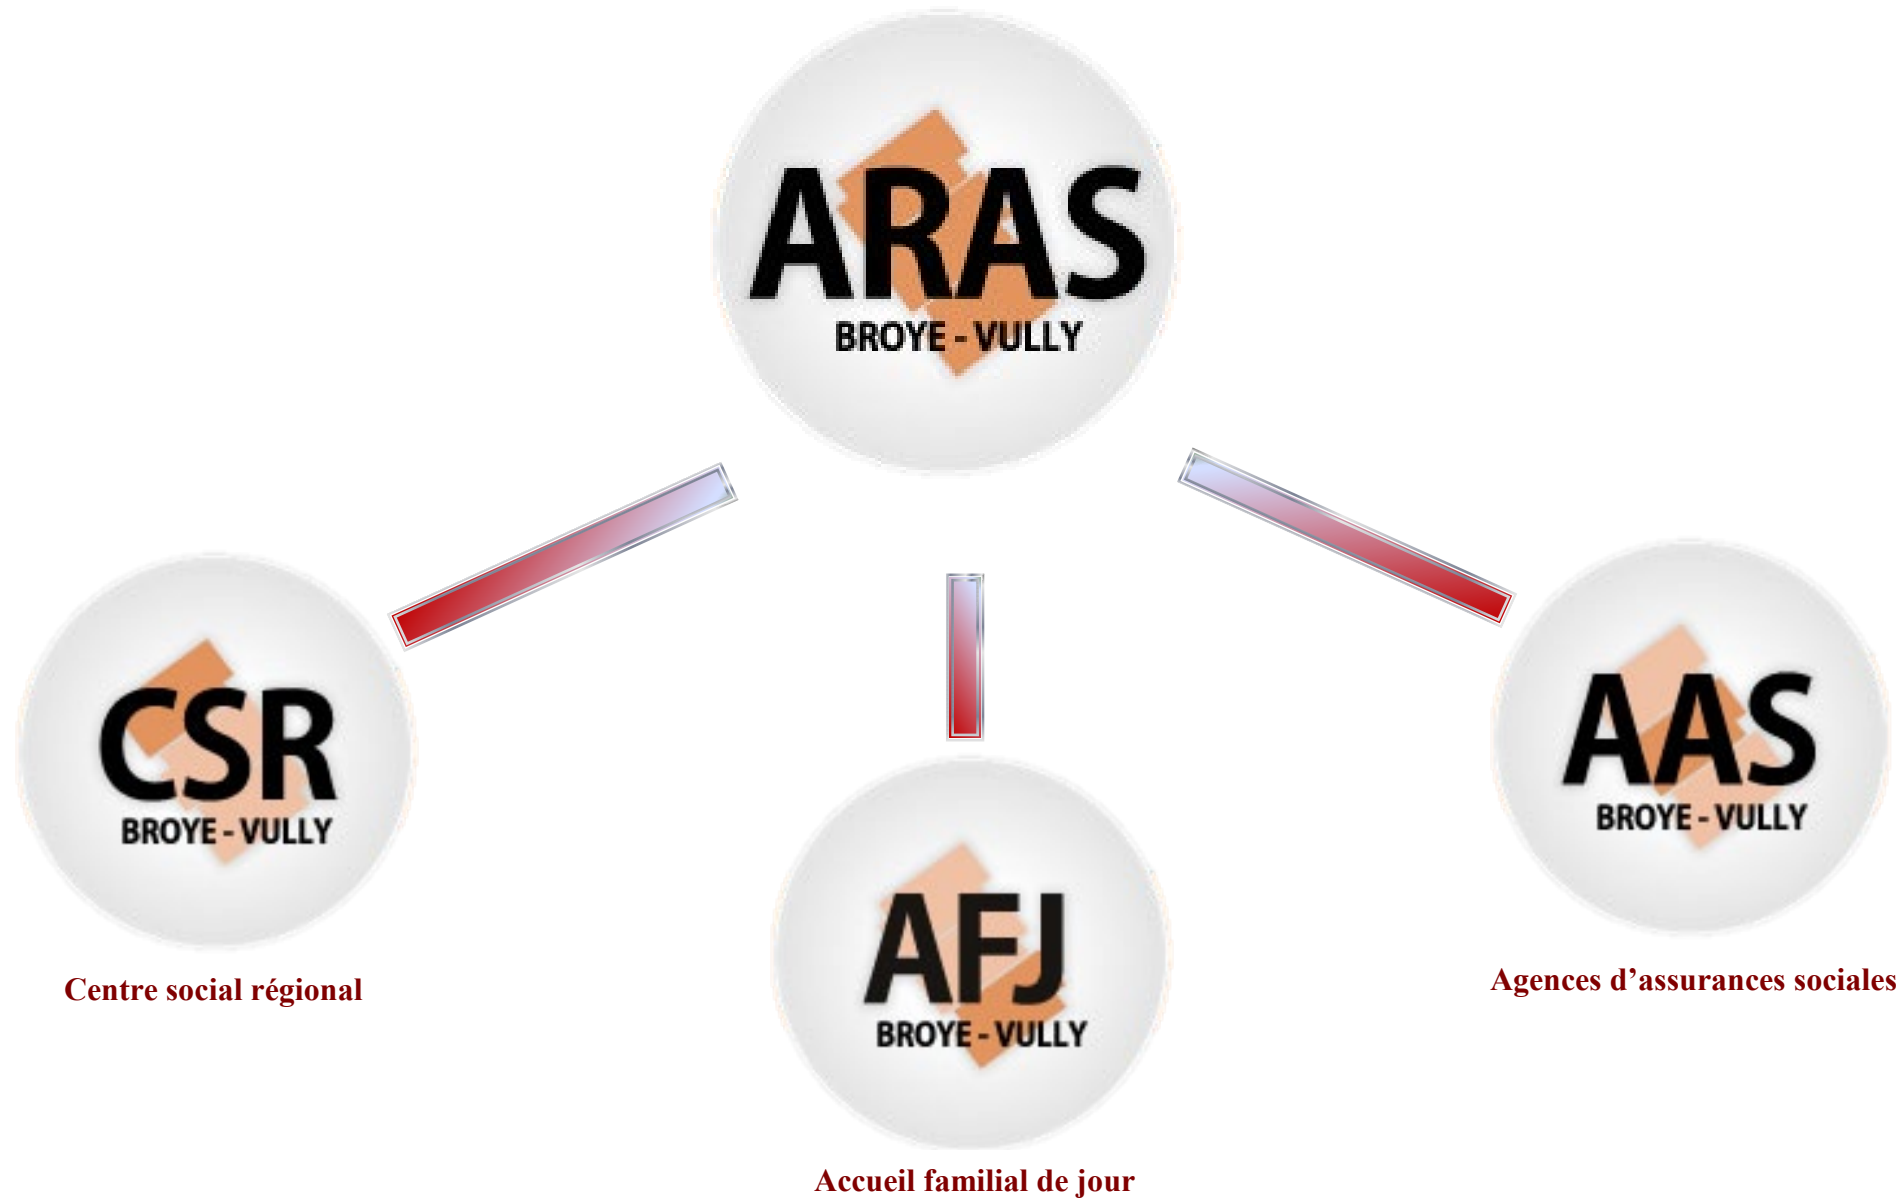 ARAS
BROYE - VULLY
CSR
BROYE - VULLY
Centre social régional
AFJ
BROYE - VULLY
Accueil familial de jour
AAS
BROYE - VULLY
Agences d’assurances sociales